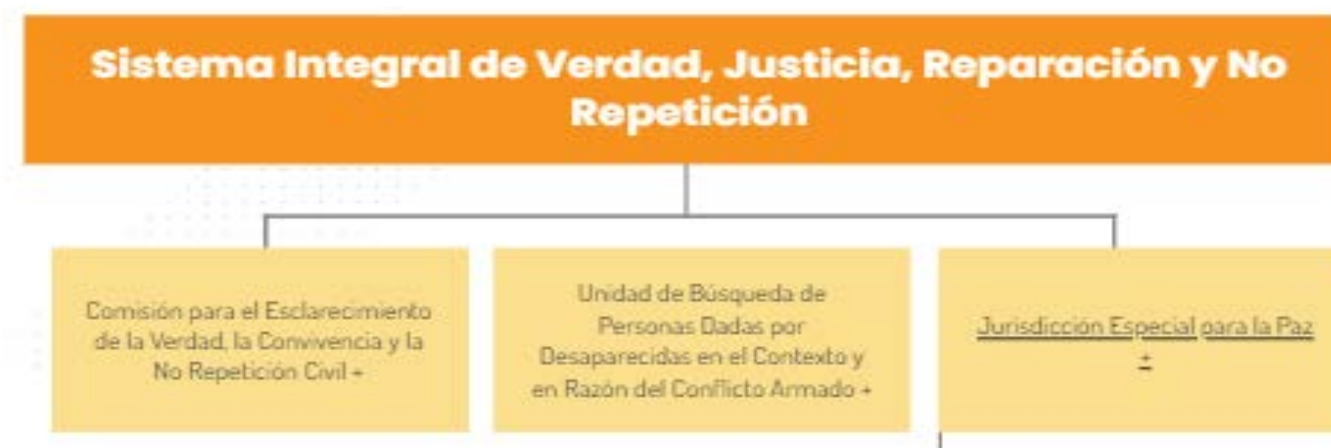 Sistema Integral de Verdad, Justicia, Reparación y No
Repetición
Comisión para el Esclarecimiento
de la Verdad, la Convivencia y la
No Repetición Civil +
Unidad de Búsqueda de
Personas Dadas por
Desaparecidas en el Contexto y
en Razón del Conflicto Armado +
Jurisdicción Especial para la Paz
+